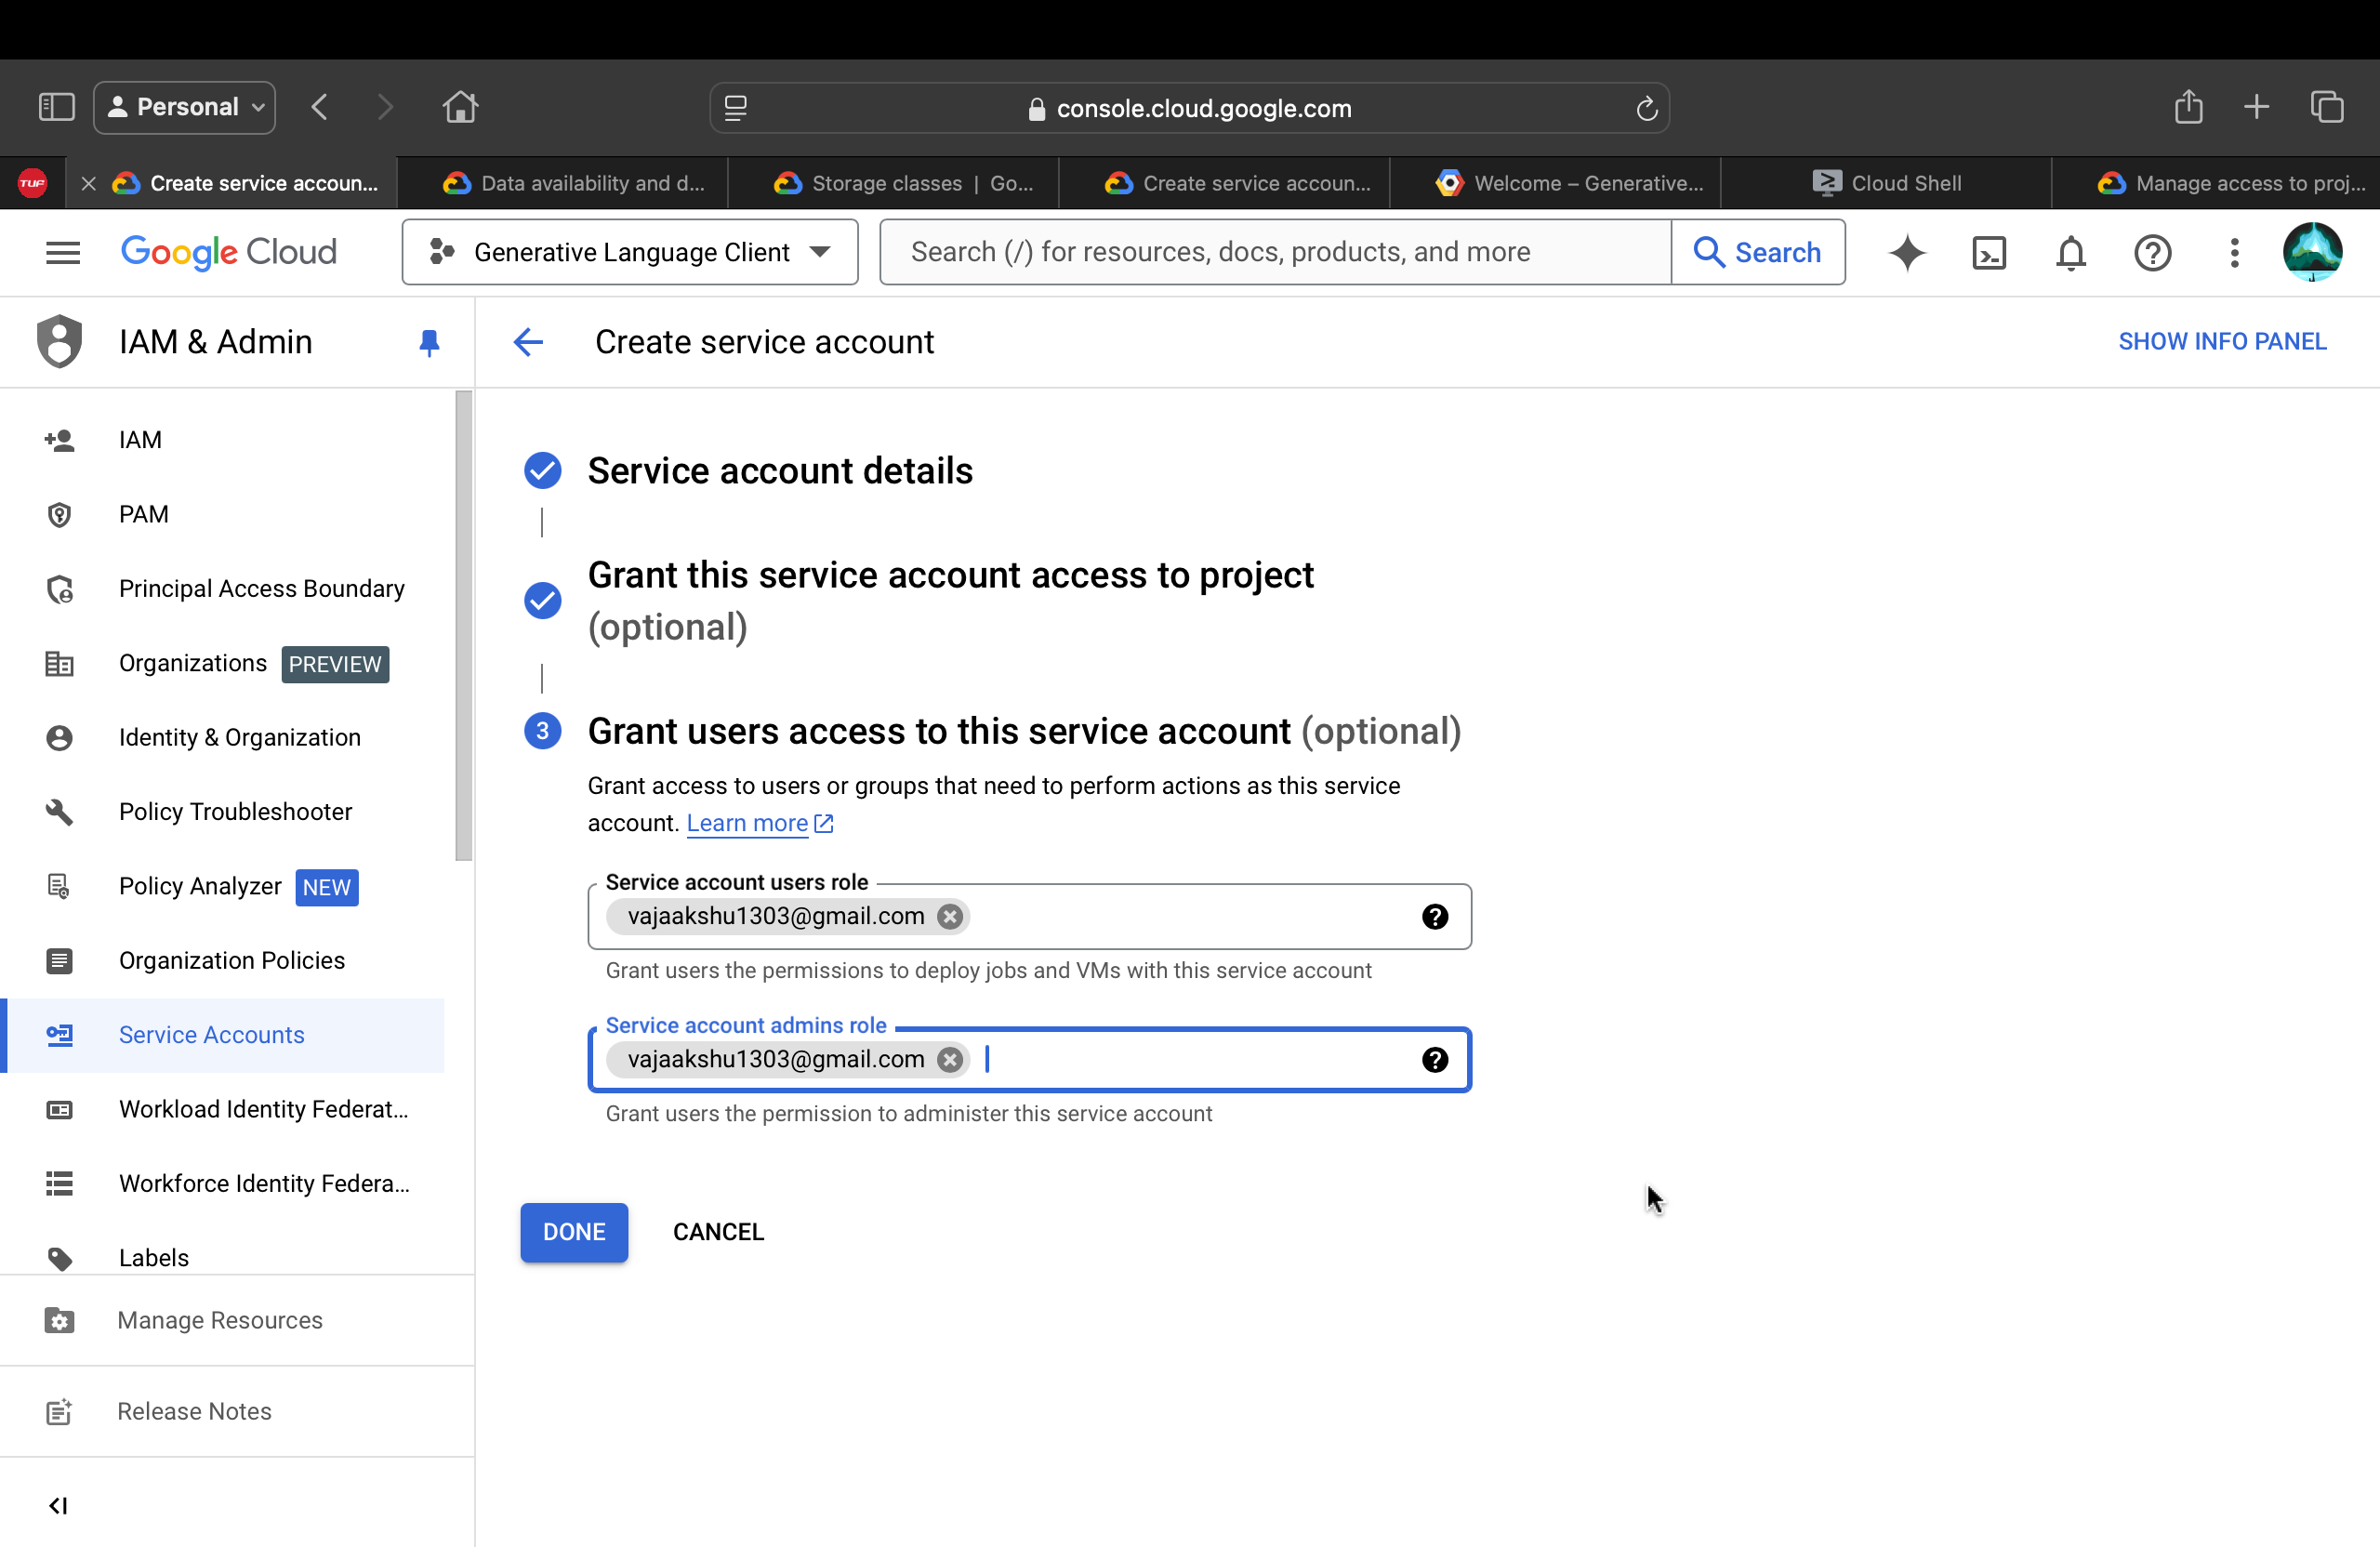 Personal
console.cloud.google.com
TUF
Create service accoun...
Data availability and d...
Storage classes | Go...
Create service accoun...
Welcome – Generative...
Cloud Shell
Manage access to proj...
Google Cloud
Generative Language Client
Search (/) for resources, docs, products, and more
Search
IAM & Admin
Create service account
SHOW INFO PANEL
IAM
PAM
Principal Access Boundary
Organizations PREVIEW
Identity & Organization
Policy Troubleshooter
Policy Analyzer NEW
Organization Policies
Service Accounts
Workload Identity Federat...
Workforce Identity Federa...
Labels
Manage Resources
Release Notes
Service account details
Grant this service account access to project
(optional)
3 Grant users access to this service account (optional)
Grant access to users or groups that need to perform actions as this service
account. Learn more
Service account users role
vajaakshu1303@gmail.com
Grant users the permissions to deploy jobs and VMs with this service account
Service account admins role
vajaakshu1303@gmail.com
Grant users the permission to administer this service account
DONE
CANCEL